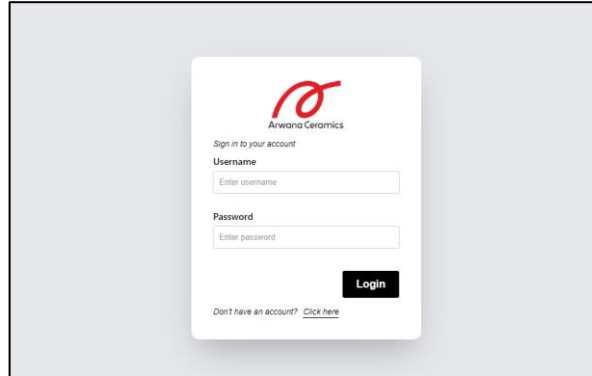 Arwana Ceramics
Sign in to your account
Username
Enter username
Password
Enter password
Login
Don't have an account? Click here